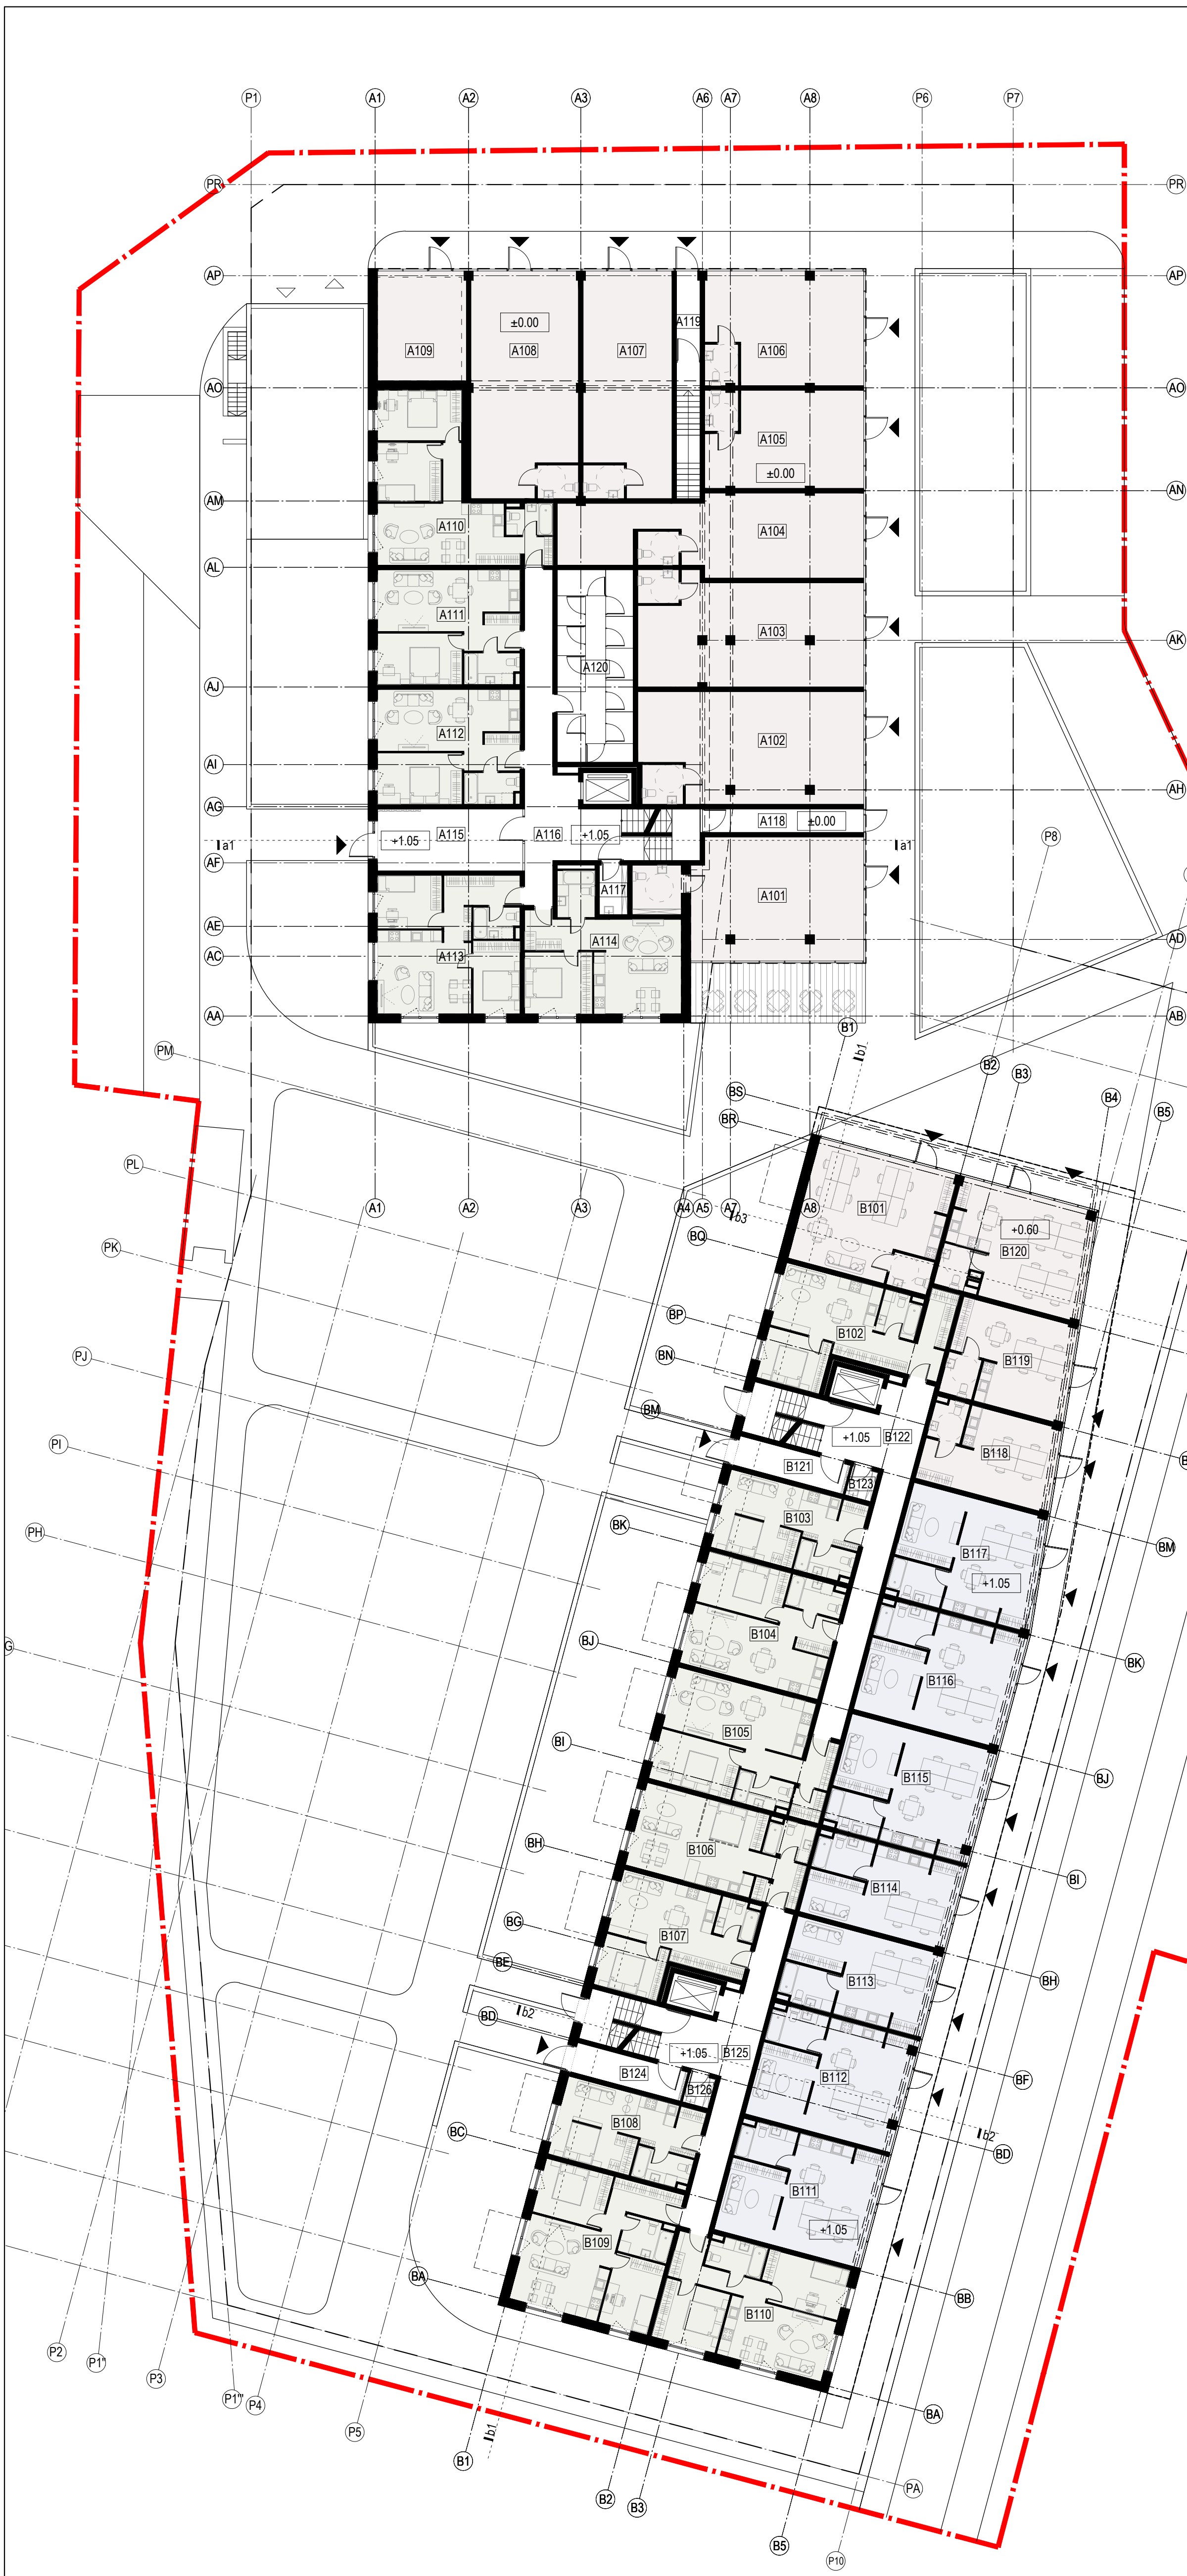 P1 A1 A2 A3 A6 A7 A8 P6 P7
PR PR
AP AP
±0.00
A119
A109 A108 A107 A106
AO AO
A105
±0.00
AM AN
A110 A104
AL
A111 A103 AK
A120
AJ
A112 A102
AI
AH
AG
A118 ±0.00
+1.05 A115 A116 +1.05
P8
a1 a1
AF
A117
A101
AE
A114 AD
AC
A113
AA AB
B1
PM b1
B2 B3
BS B4
BR B5
PL
A1 A2 A3 A4 A5 A7 A8
B101
b3
+0.60
BQ B120
PK
BP
B102
B119
BN
PJ
BM
+1.05 B122
PI
B118
B121
B123
B103
BK
PH
B117 BM
+1.05
B104
BJ
B116 BK
G
B105
BI
B115 BJ
BH
B106
B114 BI
B107
BG
BE
B113 BH
b2
BD
+1.05 B125
B124
B112 BF
B126
B108
BC b2
BD
B111
+1.05
B109
BA
BB
B110
P2 P1" P3
P1"' P4
BA
P5
b1
B1
PA
B2
B3
B5
P10